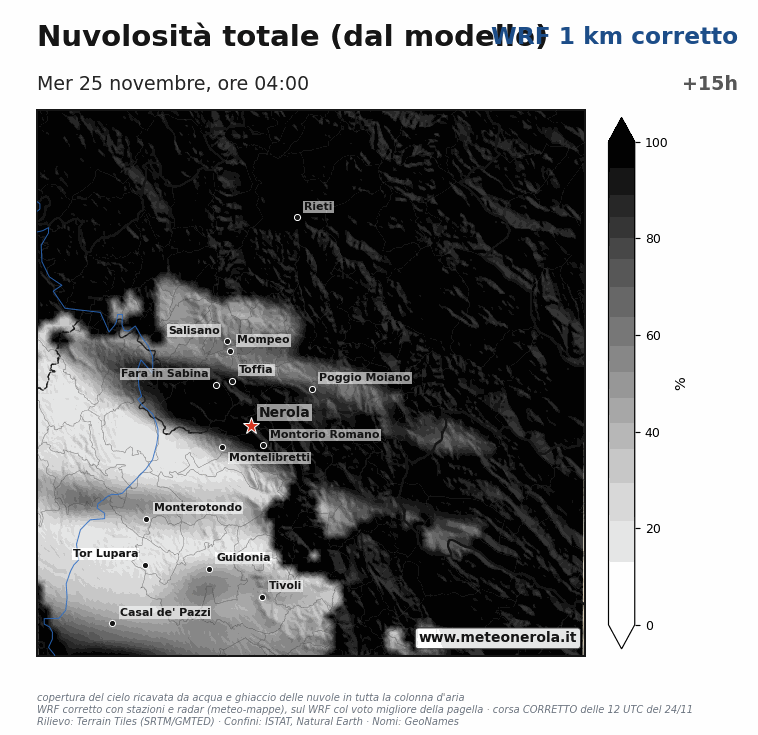 Nuvolosità totale (dal modello)
WRF 1 km corretto
Mer 25 novembre, ore 04:00
+15h
Rieti
Salisano
Mompeo
Toffia
Fara in Sabina
Poggio Moiano
Nerola
Montorio Romano
Montelibretti
Monterotondo
Tor Lupara
Guidonia
Tivoli
Casal de' Pazzi
www.meteonerola.it
100
80
60
40
20
0
%
copertura del cielo ricavata da acqua e ghiaccio delle nuvole in tutta la colonna d'aria
WRF corretto con stazioni e radar (meteo-mappe), sul WRF col voto migliore della pagella · corsa CORRETTO delle 12 UTC del 24/11
Rilievo: Terrain Tiles (SRTM/GMTED) · Confini: ISTAT, Natural Earth · Nomi: GeoNames